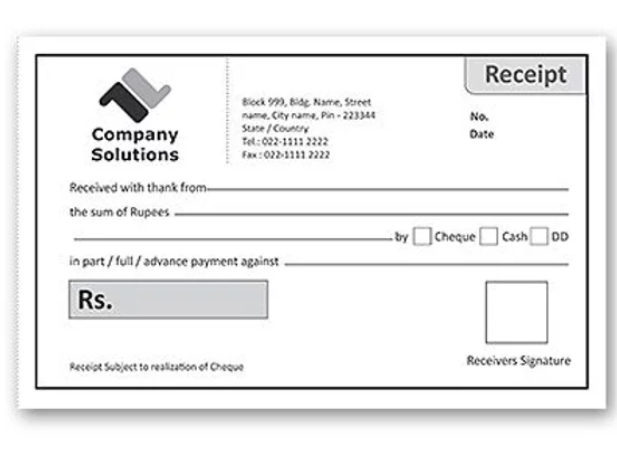 Company
Solutions
Block 999, Bldg. Name, Street
name, City name, Pin - 223344
State / Country
Tel.: 022-1111 2222
Fax : 022-1111 2222
Receipt
No.
Date
Received with thank from
the sum of Rupees
by Cheque Cash DD
in part / full / advance payment against
Rs.
Receipt Subject to realization of Cheque
Receivers Signature